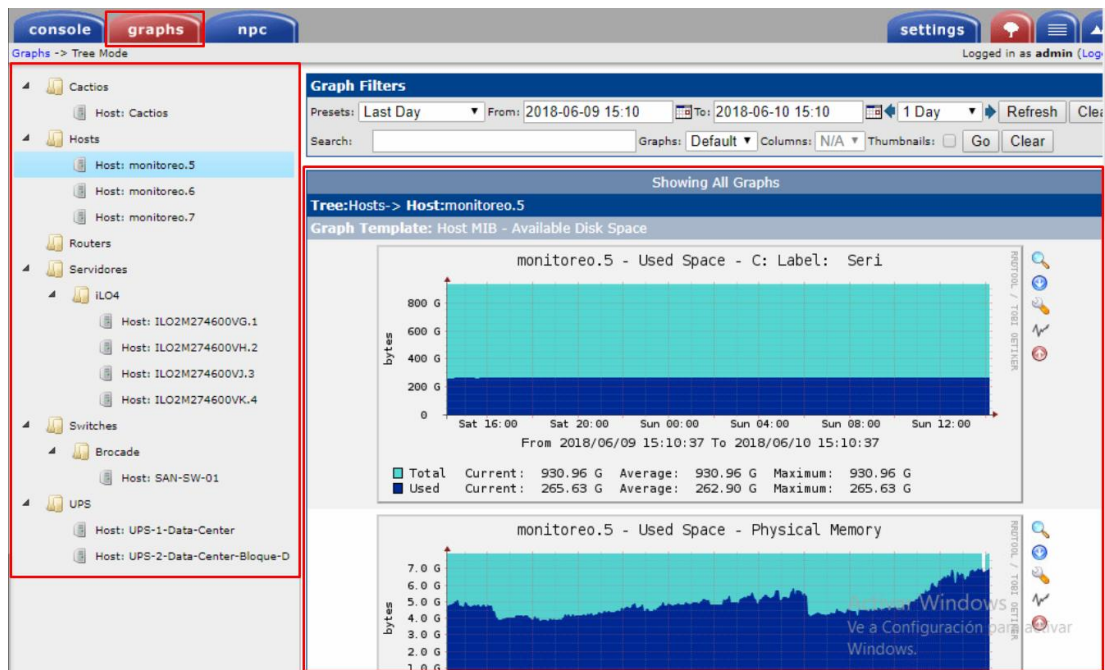 console graphs npc settings
Graphs -> Tree Mode Logged in as admin
Cactios
Host: Cactios
Hosts
Host: monitoreo.5
Host: monitoreo.6
Host: monitoreo.7
Routers
Servidores
iLO4
Host: ILO2M274600VG.1
Host: ILO2M274600VH.2
Host: ILO2M274600VJ.3
Host: ILO2M274600VK.4
Switches
Brocade
Host: SAN-SW-01
UPS
Host: UPS-1-Data-Center
Host: UPS-2-Data-Center-Bloque-D
Graph Filters
Presets: Last Day From: 2018-06-09 15:10 To: 2018-06-10 15:10 1 Day Refresh
Search: Graphs: Default Columns: N/A Thumbnails: Go Clear
Showing All Graphs
Tree:Hosts-> Host:monitoreo.5
Graph Template: Host MIB - Available Disk Space
monitoreo.5 - Used Space - C: Label: Seri
RRDTOOL / TOBI OETIKER
bytes
800 G
600 G
400 G
200 G
0
Sat 16:00 Sat 20:00 Sun 00:00 Sun 04:00 Sun 08:00 Sun 12:00
From 2018/06/09 15:10:37 To 2018/06/10 15:10:37
Total Current: 930.96 G Average: 930.96 G Maximum: 930.96 G
Used Current: 265.63 G Average: 262.90 G Maximum: 265.63 G
monitoreo.5 - Used Space - Physical Memory
RRDTOOL / TOBI OETIKER
bytes
7.0 G
6.0 G
5.0 G
4.0 G
3.0 G
2.0 G
1.0 G
Activar Windows
Ve a Configuración para activar
Windows.